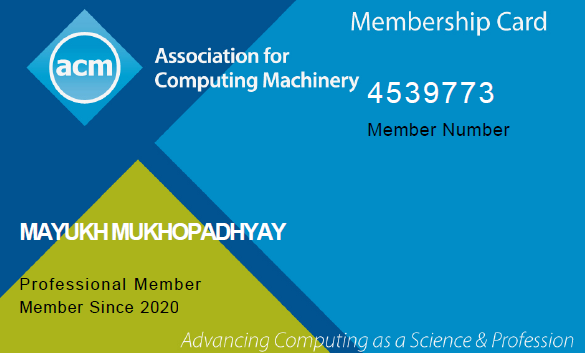 Membership Card
acm
Association for
Computing Machinery
4539773
Member Number
MAYUKH MUKHOPADHYAY
Professional Member
Member Since 2020
Advancing Computing as a Science & Profession